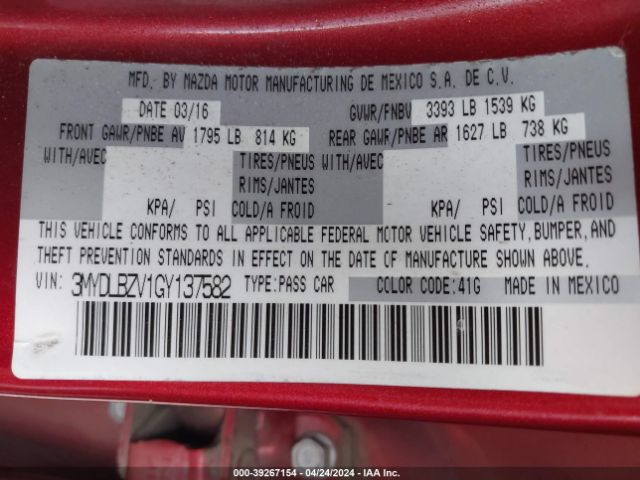 MFD. BY MAZDA MOTOR MANUFACTURING DE MEXICO S.A. DE C.V.
DATE 03/16 GVWR/PNBV 3393 LB 1539 KG
FRONT GAWR/PNBE AV 1795 LB 814 KG REAR GAWR/PNBE AR 1627 LB 738 KG
WITH/AVEC TIRES/PNEUS WITH/AVEC TIRES/PNEUS
RIMS/JANTES RIMS/JANTES
KPA/ PSI COLD/A FROID KPA/ PSI COLD/A FROID
THIS VEHICLE CONFORMS TO ALL APPLICABLE FEDERAL MOTOR VEHICLE SAFETY, BUMPER, AND
THEFT PREVENTION STANDARDS IN EFFECT ON THE DATE OF MANUFACTURE SHOWN ABOVE.
VIN: 3MYDLBZV1GY137582 TYPE:PASS CAR COLOR CODE:41G MADE IN MEXICO
000-39267154 - 04/24/2024 - IAA Inc.